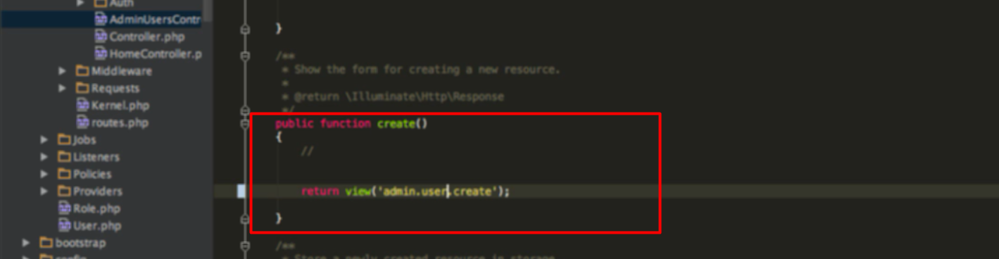 Auth
AdminUsersContr
Controller.php
HomeController.p
Middleware
Requests
Kernel.php
routes.php
Jobs
Listeners
Policies
Providers
Role.php
User.php
bootstrap
config
}
/**
* Show the form for creating a new resource.
*
* @return \Illuminate\Http\Response
*/
public function create()
{
//
return view('admin.user.create');
}
/**
* Store a newly created resource in storage